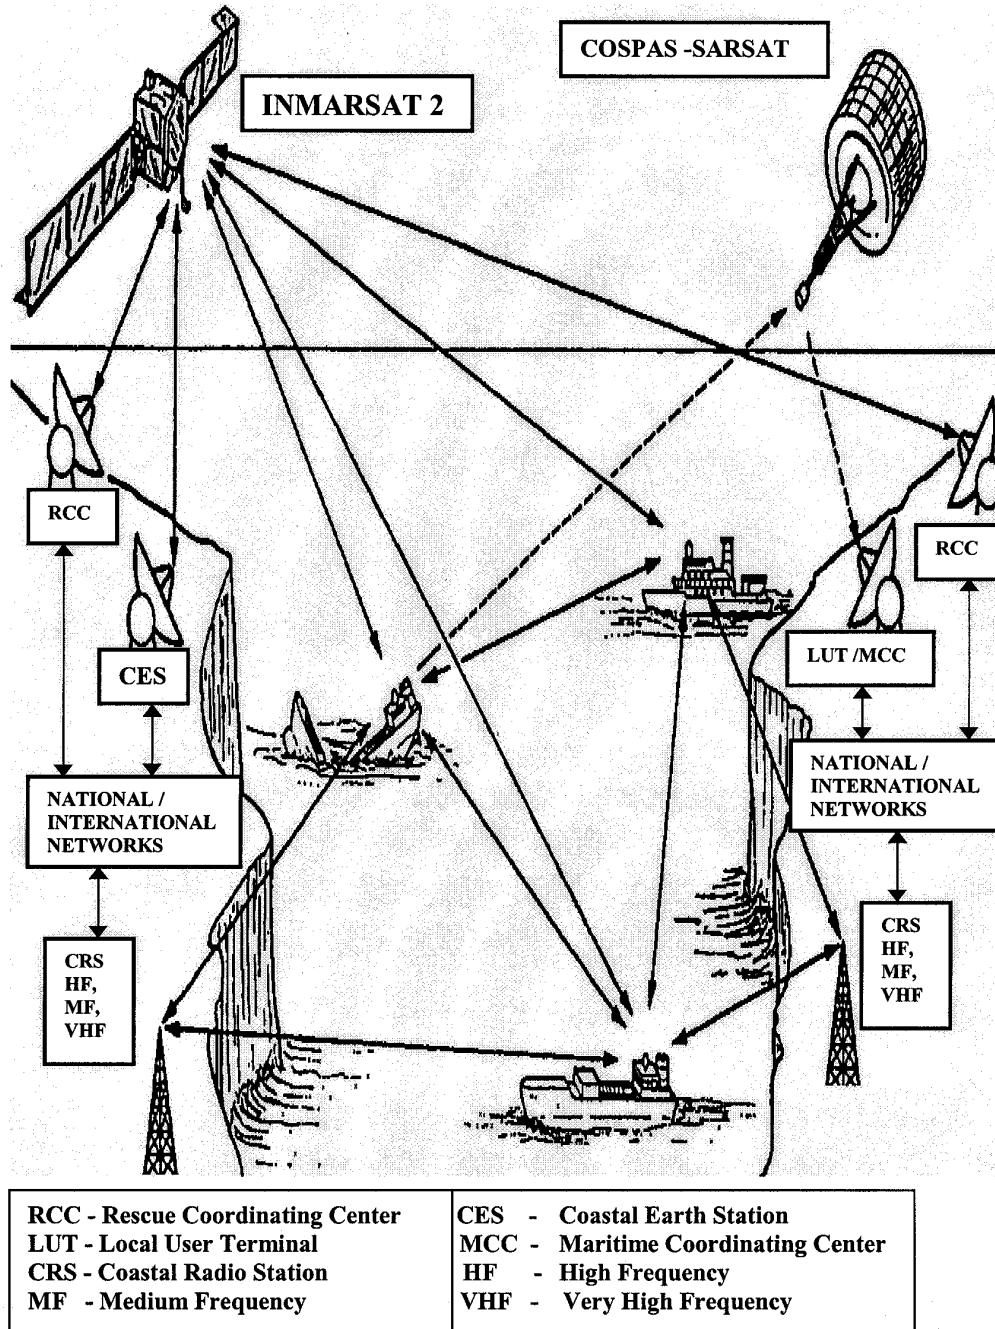 COSPAS -SARSAT
INMARSAT 2
RCC
RCC
CES
LUT /MCC
NATIONAL /
INTERNATIONAL
NETWORKS
NATIONAL /
INTERNATIONAL
NETWORKS
CRS
HF,
MF,
VHF
CRS
HF,
MF,
VHF
RCC - Rescue Coordinating Center
LUT - Local User Terminal
CRS - Coastal Radio Station
MF - Medium Frequency
CES - Coastal Earth Station
MCC - Maritime Coordinating Center
HF - High Frequency
VHF - Very High Frequency